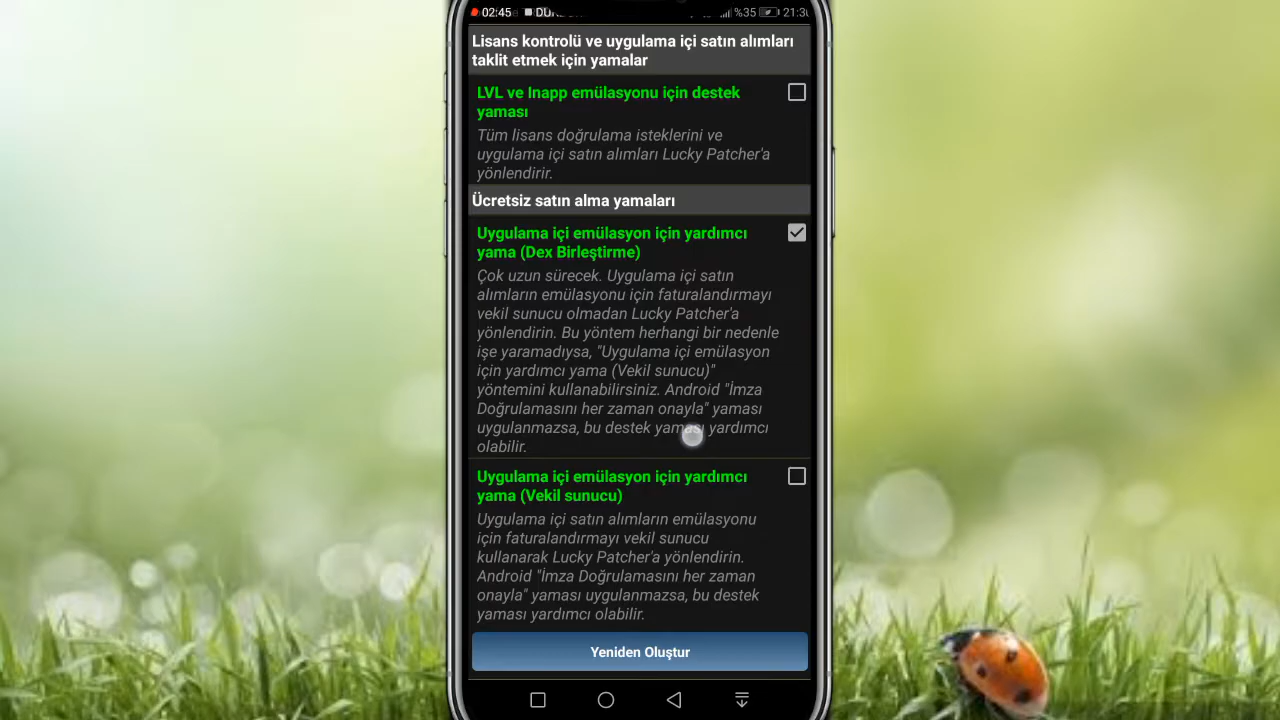 02:45
%35
Lisans kontrolü ve uygulama içi satın alımları
taklit etmek için yamalar
LVL ve Inapp emülasyonu için destek
yaması
Tüm lisans doğrulama isteklerini ve
uygulama içi satın alımları Lucky Patcher'a
yönlendirir.
Ücretsiz satın alma yamaları
Uygulama içi emülasyon için yardımcı
yama (Dex Birleştirme)
Çok uzun sürecek. Uygulama içi satın
alımların emülasyonu için faturalandırmayı
vekil sunucu olmadan Lucky Patcher'a
yönlendirin. Bu yöntem herhangi bir nedenle
işe yaramadıysa, "Uygulama içi emülasyon
için yardımcı yama (Vekil sunucu)"
yöntemini kullanabilirsiniz. Android "İmza
Doğrulamasını her zaman onayla" yaması
uygulanmazsa, bu destek yaması yardımcı
olabilir.
Uygulama içi emülasyon için yardımcı
yama (Vekil sunucu)
Uygulama içi satın alımların emülasyonu
için faturalandırmayı vekil sunucu
kullanarak Lucky Patcher'a yönlendirin.
Android "İmza Doğrulamasını her zaman
onayla" yaması uygulanmazsa, bu destek
yaması yardımcı olabilir.
Yeniden Oluştur